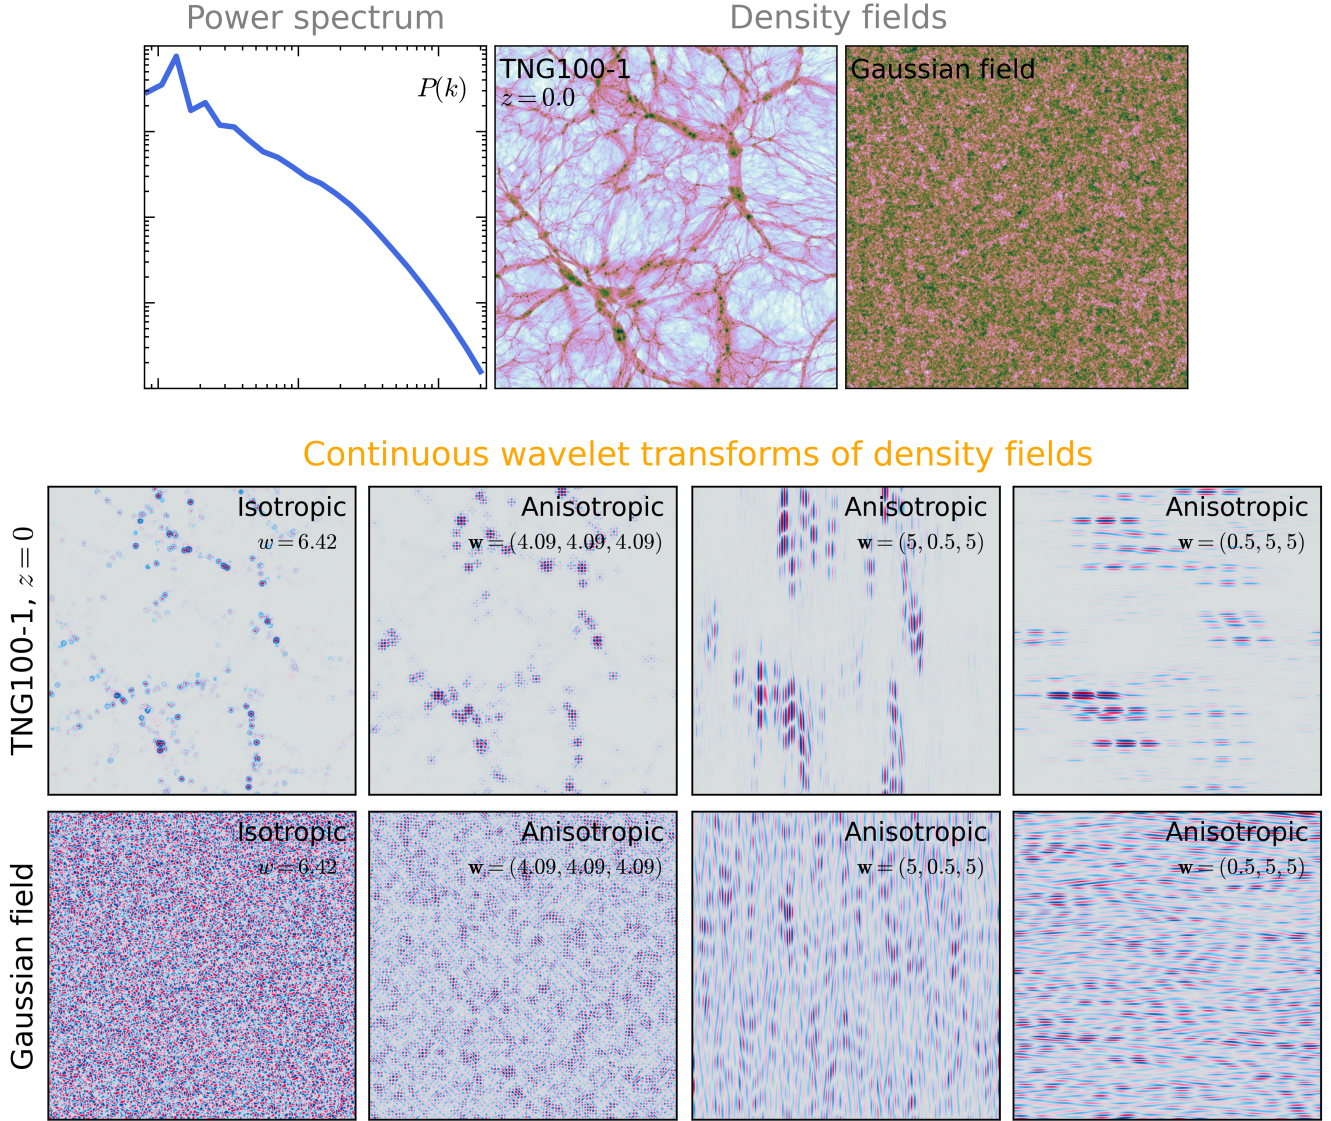 Power spectrum
Density fields
P(k)
TNG100-1
z = 0.0
Gaussian field
Continuous wavelet transforms of density fields
TNG100-1, z = 0
Isotropic
w = 6.42
Anisotropic
w = (4.09, 4.09, 4.09)
Anisotropic
w = (5, 0.5, 5)
Anisotropic
w = (0.5, 5, 5)
Gaussian field
Isotropic
w = 6.42
Anisotropic
w = (4.09, 4.09, 4.09)
Anisotropic
w = (5, 0.5, 5)
Anisotropic
w = (0.5, 5, 5)